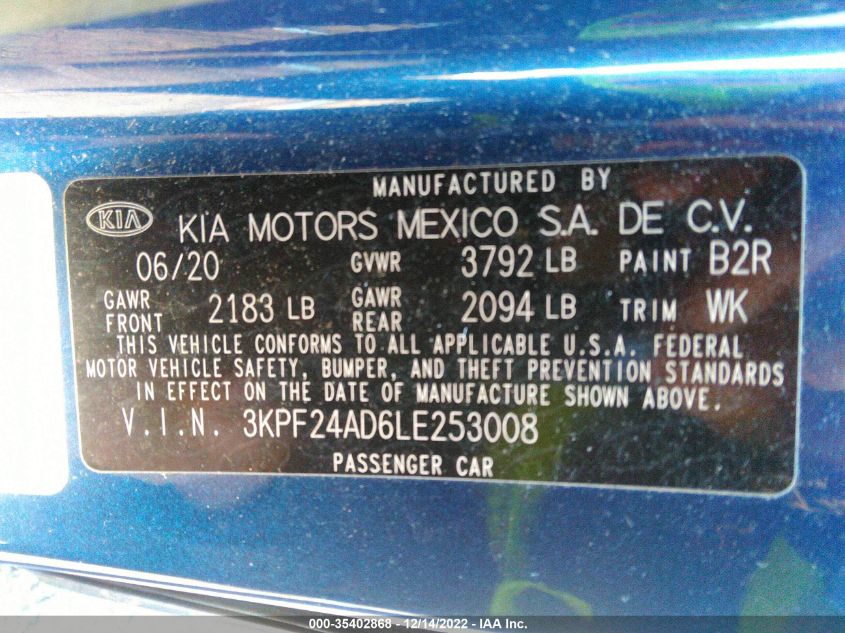 MANUFACTURED BY
KIA KIA MOTORS MEXICO S.A. DE C.V.
06/20 GVWR 3792 LB PAINT B2R
GAWR FRONT 2183 LB GAWR REAR 2094 LB TRIM WK
THIS VEHICLE CONFORMS TO ALL APPLICABLE U.S.A. FEDERAL
MOTOR VEHICLE SAFETY, BUMPER, AND THEFT PREVENTION STANDARDS
IN EFFECT ON THE DATE OF MANUFACTURE SHOWN ABOVE.
V.I.N. 3KPF24AD6LE253008
PASSENGER CAR
000-35402868 - 12/14/2022 - IAA Inc.